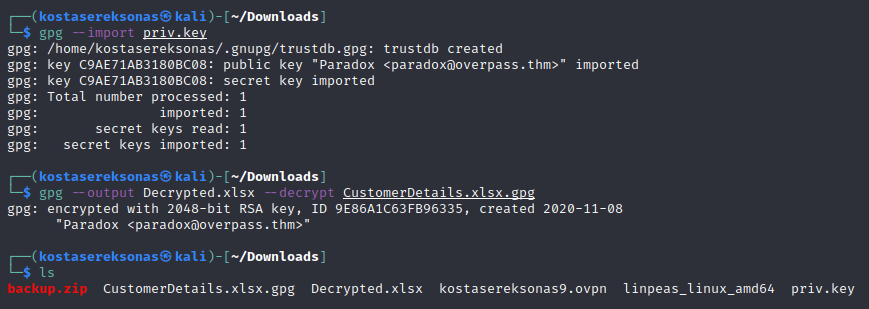 ┌──(kostasereksonas㉿kali)-[~/Downloads]
└─$ gpg --import priv.key
gpg: /home/kostasereksonas/.gnupg/trustdb.gpg: trustdb created
gpg: key C9AE71AB3180BC08: public key "Paradox <paradox@overpass.thm>" imported
gpg: key C9AE71AB3180BC08: secret key imported
gpg: Total number processed: 1
gpg:               imported: 1
gpg:       secret keys read: 1
gpg:   secret keys imported: 1
┌──(kostasereksonas㉿kali)-[~/Downloads]
└─$ gpg --output Decrypted.xlsx --decrypt CustomerDetails.xlsx.gpg
gpg: encrypted with 2048-bit RSA key, ID 9E86A1C63FB96335, created 2020-11-08
      "Paradox <paradox@overpass.thm>"
┌──(kostasereksonas㉿kali)-[~/Downloads]
└─$ ls
backup.zip  CustomerDetails.xlsx.gpg  Decrypted.xlsx  kostasereksonas9.ovpn  linpeas_linux_amd64  priv.key